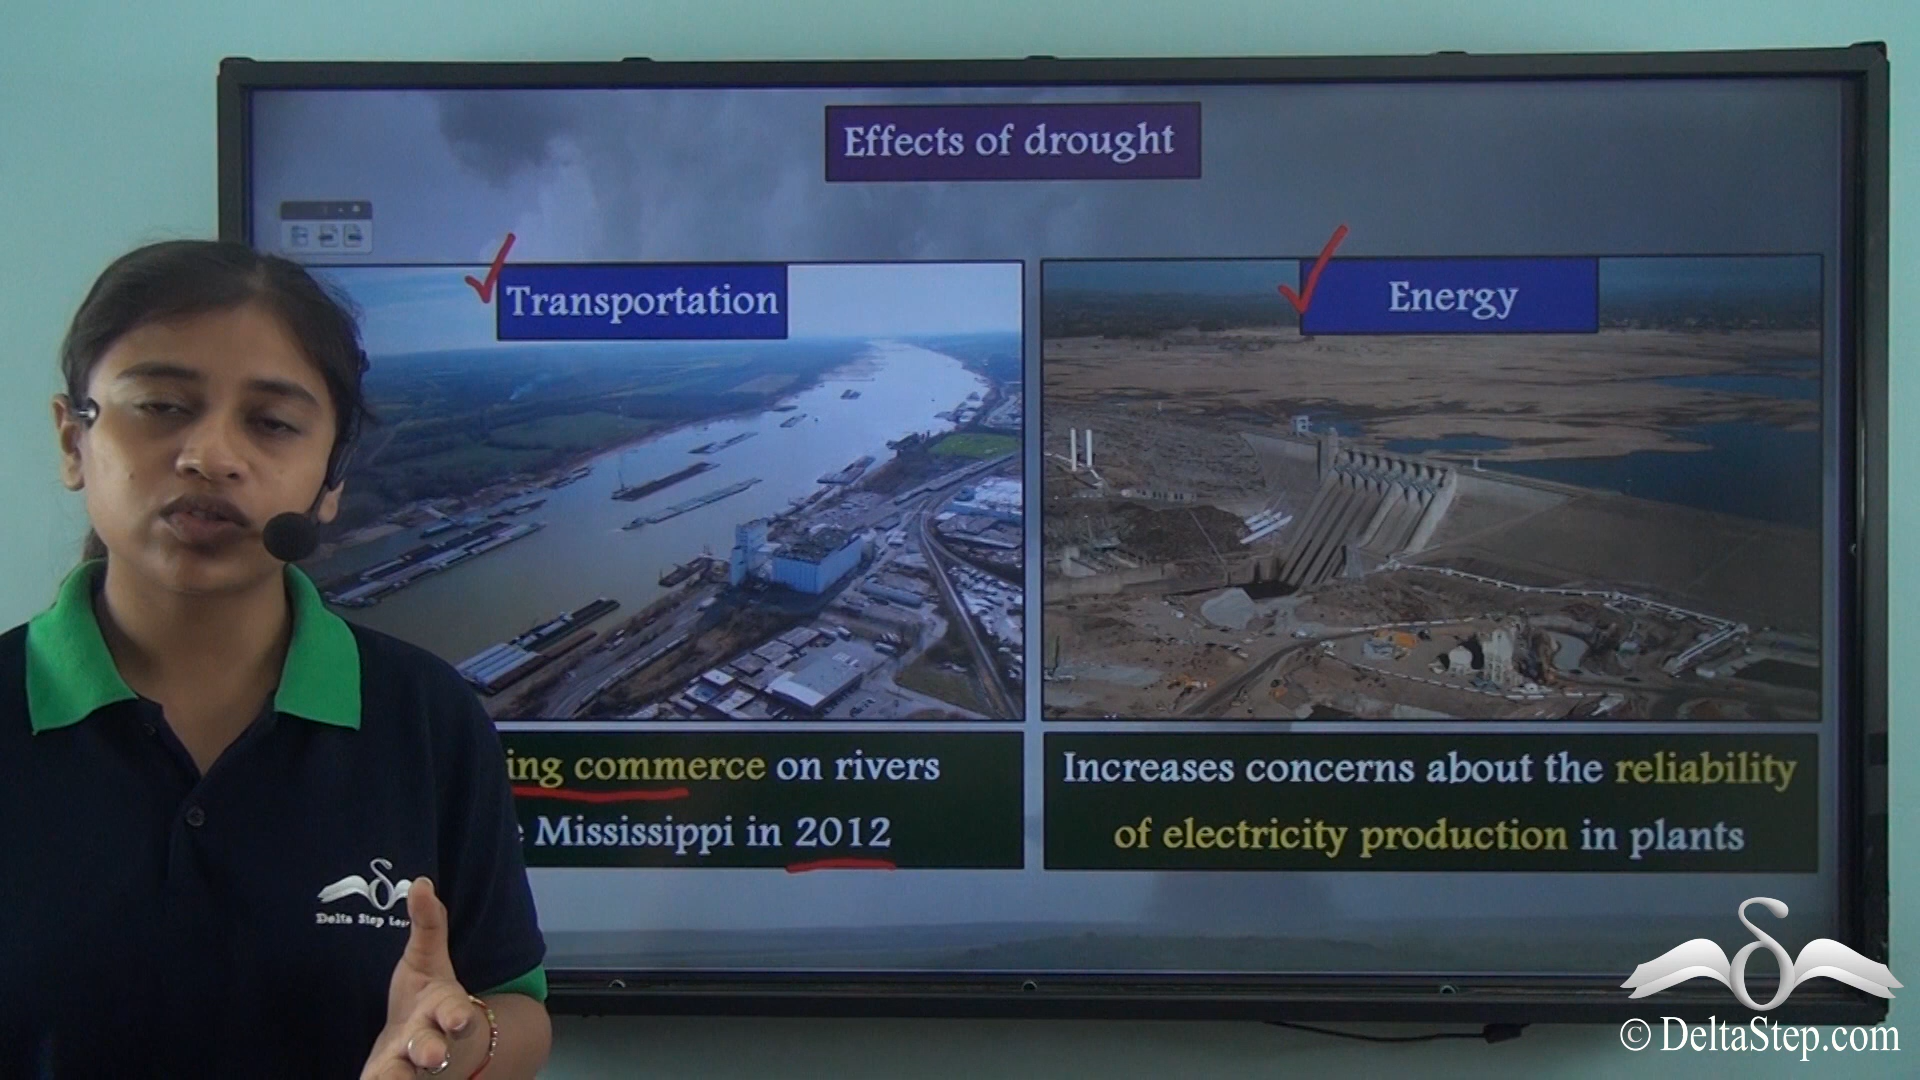 Effects of drought
Transportation
Energy
ing commerce on rivers
Mississippi in 2012
Increases concerns about the reliability
of electricity production in plants
Delta Step
© DeltaStep.com